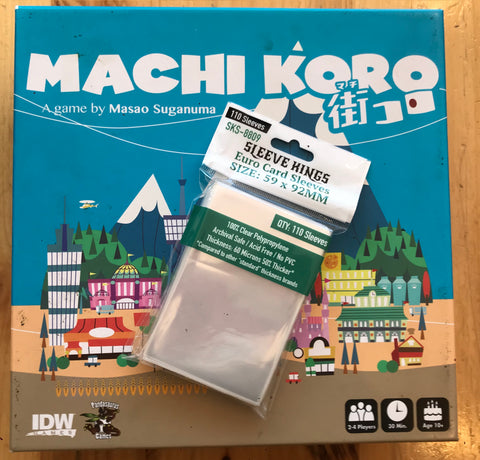 MACHI KORO
マチ
街コロ
A game by Masao Suganuma
110 Sleeves
SKS-8809
SLEEVE KINGS
Euro Card Sleeves
SIZE: 59 x 92MM
QTY: 110 Sleeves
100% Clear Polypropylene
Archival Safe / Acid Free / No PVC
Thickness: 60 Microns 50% Thicker*
*Compared to other "standard" thickness brands
IDW
GAMES
Pandasaurus
Games
2-4 Players
30 Min.
Age 10+